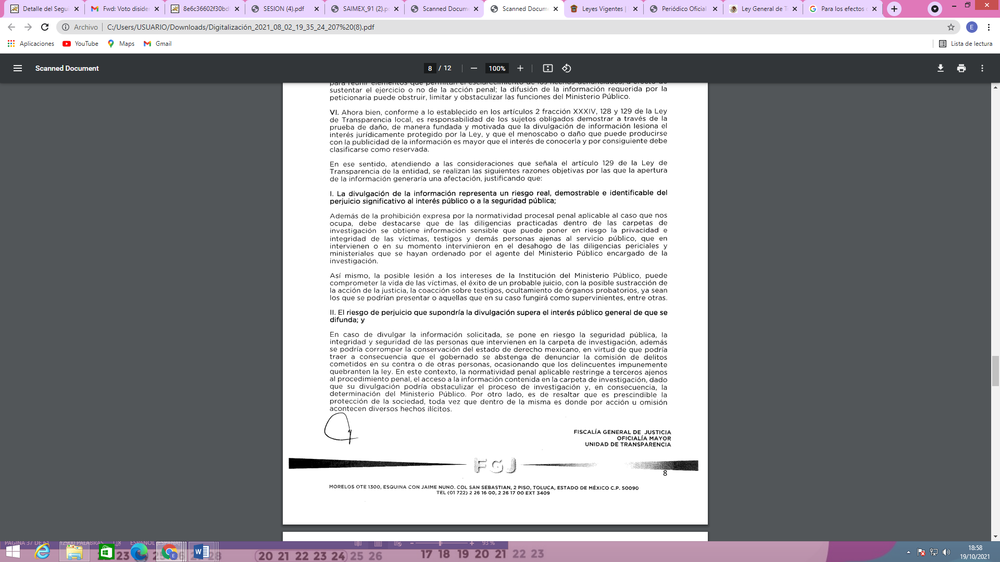 Detalle del Segui
Fwd: Voto diside
8e6c36602f30bd
SESION (4).pdf
SAIMEX_91 (2).p
Scanned Docum
Scanned Docum
Leyes Vigentes |
Periódico Oficial
Ley General de T
Para los efectos
Archivo
C:/Users/USUARIO/Downloads/Digitalización_2021_08_02_19_35_24_207%20(8).pdf
E
Aplicaciones
YouTube
Maps
Gmail
Lista de lectura
Scanned Document
8 / 12
100%
para reunir elementos que permitan el esclarecimiento de los hechos denunciados, a efecto de
sustentar el ejercicio o no de la acción penal; la difusión de la información requerida por la
peticionaria puede obstruir, limitar y obstaculizar las funciones del Ministerio Público.
VI. Ahora bien, conforme a lo establecido en los artículos 2 fracción XXXIV, 128 y 129 de la Ley
de Transparencia local, es responsabilidad de los sujetos obligados demostrar a través de la
prueba de daño, de manera fundada y motivada que la divulgación de información lesiona el
interés jurídicamente protegido por la Ley, y que el menoscabo o daño que puede producirse
con la publicidad de la información es mayor que el interés de conocerla y por consiguiente debe
clasificarse como reservada.
En ese sentido, atendiendo a las consideraciones que señala el artículo 129 de la Ley de
Transparencia de la entidad, se realizan las siguientes razones objetivas por las que la apertura
de la información generaría una afectación, justificando que:
I. La divulgación de la información representa un riesgo real, demostrable e identificable del
perjuicio significativo al interés público o a la seguridad pública;
Además de la prohibición expresa por la normatividad procesal penal aplicable al caso que nos
ocupa, debe destacarse que de las diligencias practicadas dentro de las carpetas de
investigación se obtiene información sensible que puede poner en riesgo la privacidad e
integridad de las víctimas, testigos y demás personas ajenas al servicio público, que en
intervienen o en su momento intervinieron en el desahogo de las diligencias periciales y
ministeriales que se hayan ordenado por el agente del Ministerio Público encargado de la
investigación.
Así mismo, la posible lesión a los intereses de la Institución del Ministerio Público, puede
comprometer la vida de las víctimas, el éxito de un probable juicio, con la posible sustracción de
la acción de la justicia, la coacción sobre testigos, ocultamiento de órganos probatorios, ya sean
los que se podrían presentar o aquellas que en su caso fungirá como supervinientes, entre otras.
II. El riesgo de perjuicio que supondría la divulgación supera el interés público general de que se
difunda; y
En caso de divulgar la información solicitada, se pone en riesgo la seguridad pública, la
integridad y seguridad de las personas que intervienen en la carpeta de investigación, además
se podría corromper la conservación del estado de derecho mexicano, en virtud de que podría
traer a consecuencia que el gobernado se abstenga de denunciar la comisión de delitos
cometidos en su contra o de otras personas, ocasionando que los delincuentes impunemente
quebranten la ley. En este contexto, la normatividad penal aplicable restringe a terceros ajenos
al procedimiento penal, el acceso a la información contenida en la carpeta de investigación, dado
que su divulgación podría obstaculizar el proceso de investigación y, en consecuencia, la
determinación del Ministerio Público. Por otro lado, es de resaltar que es prescindible la
protección de la sociedad, toda vez que dentro de la misma es donde por acción u omisión
acontecen diversos hechos ilícitos.
FISCALÍA GENERAL DE JUSTICIA
OFICIALÍA MAYOR
UNIDAD DE TRANSPARENCIA
FGJ
8
MORELOS OTE 1300, ESQUINA CON JAIME NUNO. COL SAN SEBASTIAN, 2 PISO, TOLUCA, ESTADO DE MÉXICO C.P. 50090
TEL (01 722) 2 26 16 00, 2 26 17 00 EXT 3409
PÁGINA 37 DE 61 12900 PALABRAS ESPAÑOL (ESPAÑA) 93 %
20 21 22 23 24 25 26
17 18 19 20 21 22 23
18:58
19/10/2021